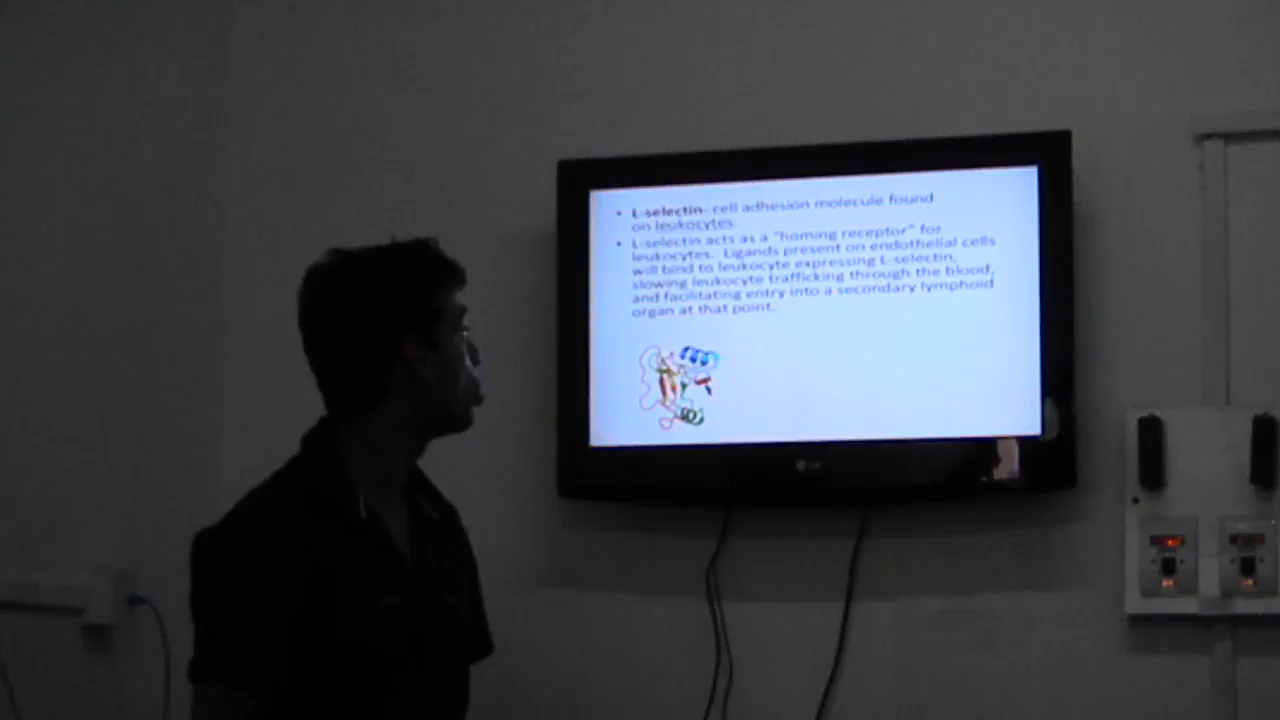 • L-selectin- cell adhesion molecule found
on leukocytes.
• L-selectin acts as a "homing receptor" for
leukocytes. Ligands present on endothelial cells
will bind to leukocyte expressing L-selectin,
slowing leukocyte trafficking through the blood,
and facilitating entry into a secondary lymphoid
organ at that point.
LG